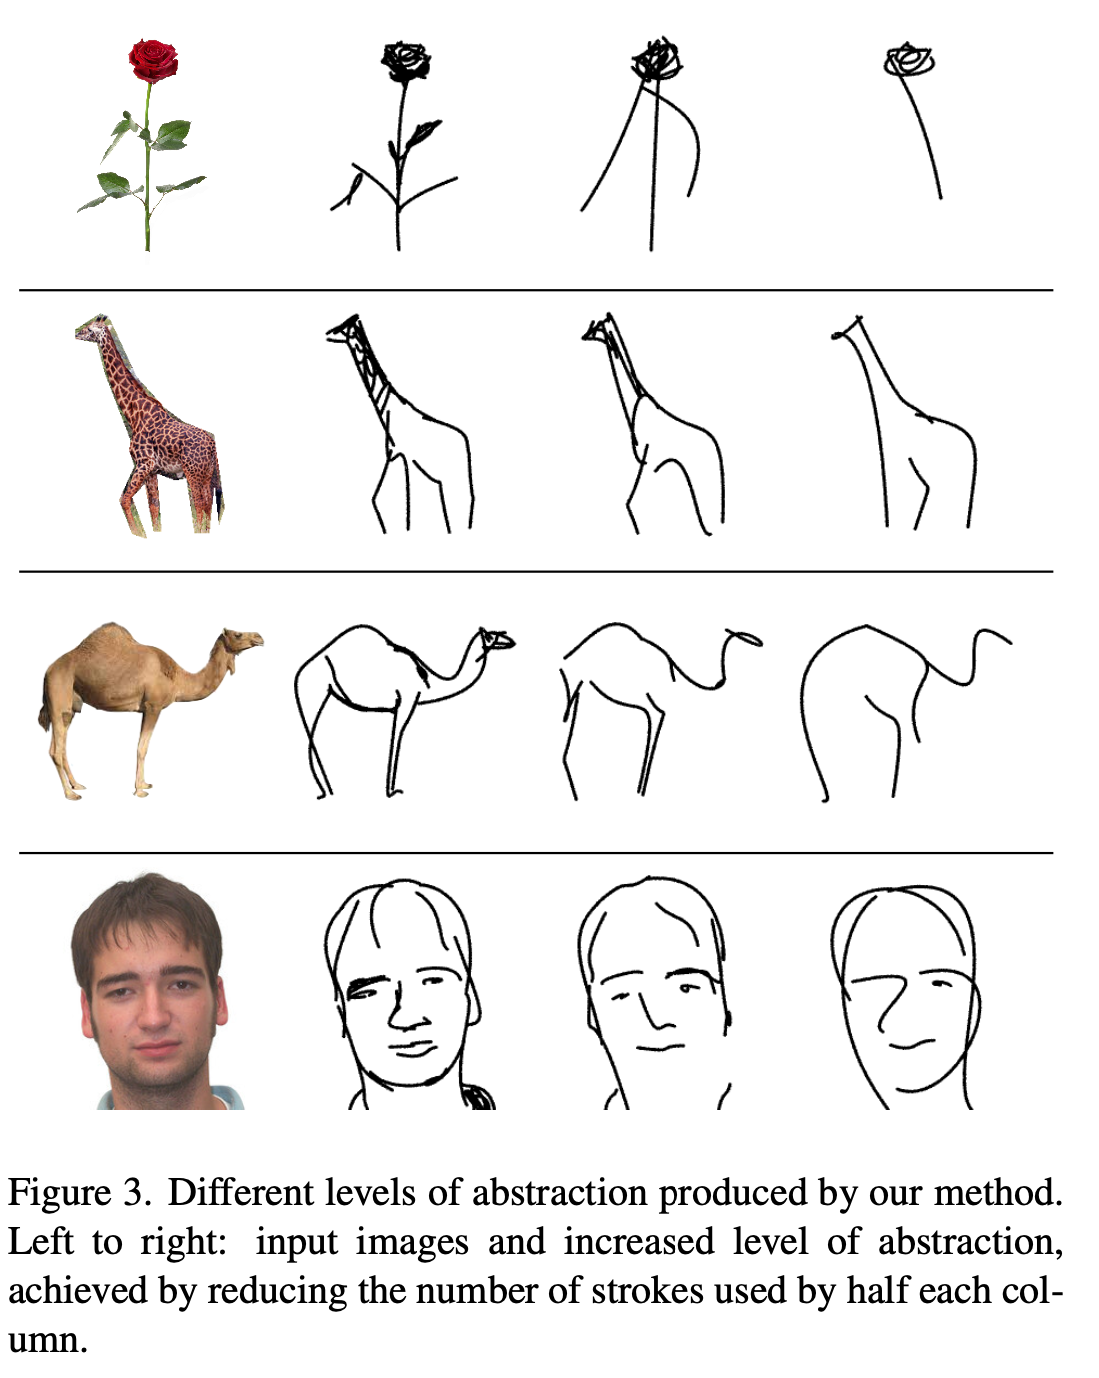 Figure 3. Different levels of abstraction produced by our method.
Left to right: input images and increased level of abstraction,
achieved by reducing the number of strokes used by half each col-
umn.